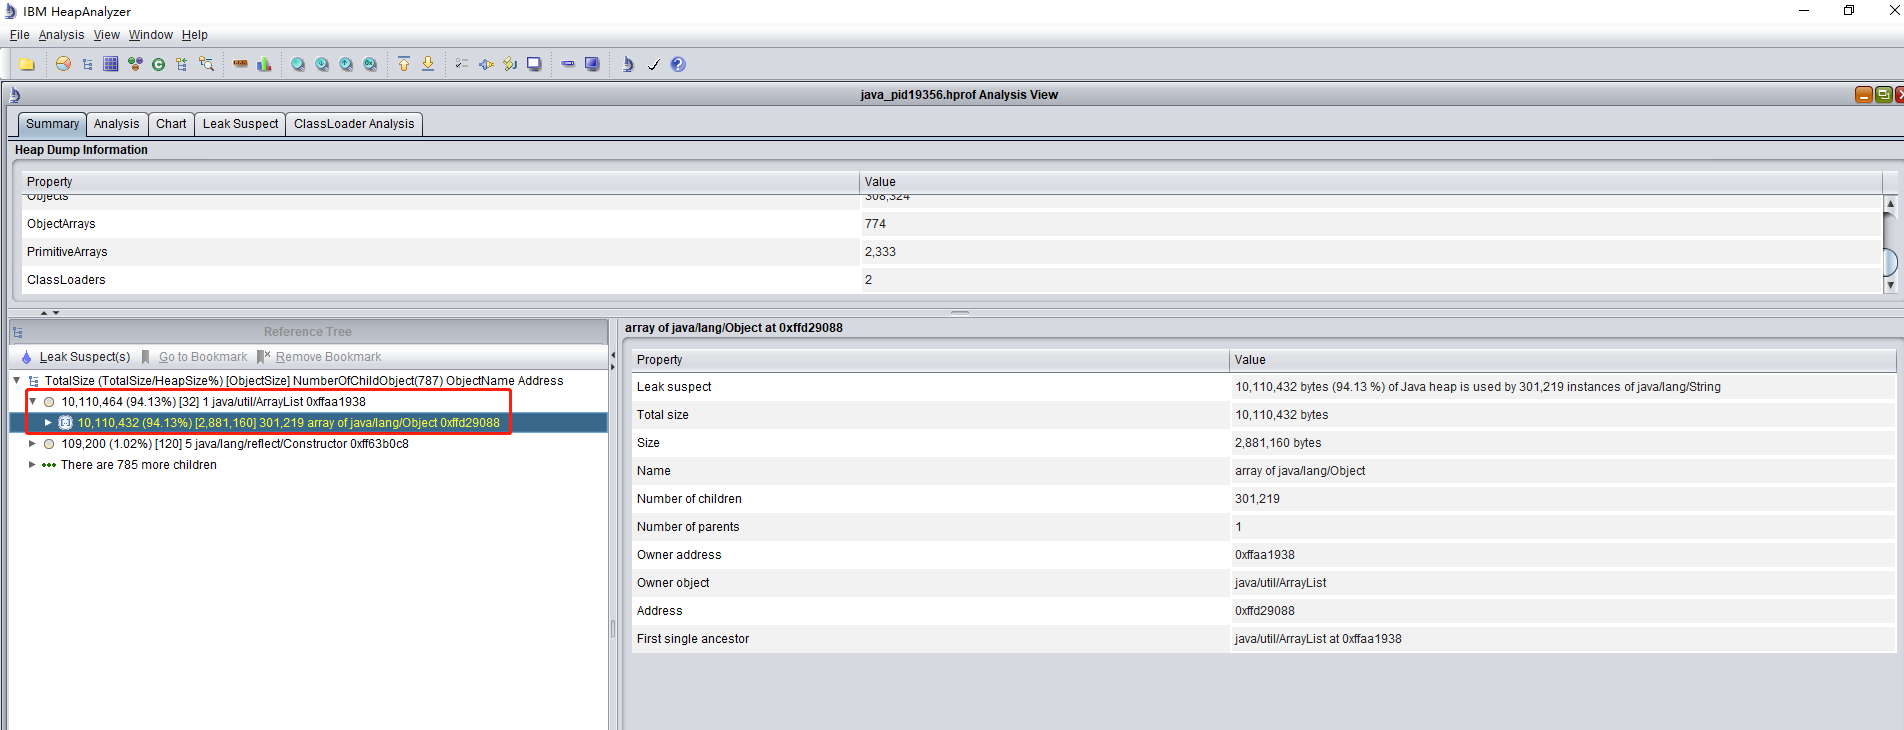 IBM HeapAnalyzer
File Analysis View Window Help
java_pid19356.hprof Analysis View
Summary Analysis Chart Leak Suspect ClassLoader Analysis
Heap Dump Information
Property Value
Objects 308,324
ObjectArrays 774
PrimitiveArrays 2,333
ClassLoaders 2
Reference Tree
Leak Suspect(s) Go to Bookmark Remove Bookmark
TotalSize (TotalSize/HeapSize%) [ObjectSize] NumberOfChildObject(787) ObjectName Address
10,110,464 (94.13%) [32] 1 java/util/ArrayList 0xffaa1938
10,110,432 (94.13%) [2,881,160] 301,219 array of java/lang/Object 0xffd29088
109,200 (1.02%) [120] 5 java/lang/reflect/Constructor 0xff63b0c8
There are 785 more children
array of java/lang/Object at 0xffd29088
Property Value
Leak suspect 10,110,432 bytes (94.13 %) of Java heap is used by 301,219 instances of java/lang/String
Total size 10,110,432 bytes
Size 2,881,160 bytes
Name array of java/lang/Object
Number of children 301,219
Number of parents 1
Owner address 0xffaa1938
Owner object java/util/ArrayList
Address 0xffd29088
First single ancestor java/util/ArrayList at 0xffaa1938